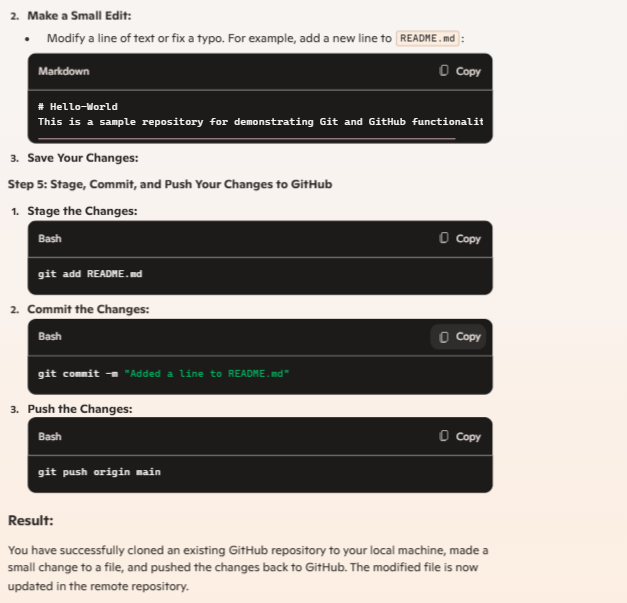 2. Make a Small Edit:
• Modify a line of text or fix a typo. For example, add a new line to README.md :
Markdown Copy
# Hello-World
This is a sample repository for demonstrating Git and GitHub functionalit
3. Save Your Changes:
Step 5: Stage, Commit, and Push Your Changes to GitHub
1. Stage the Changes:
Bash Copy
git add README.md
2. Commit the Changes:
Bash Copy
git commit -m "Added a line to README.md"
3. Push the Changes:
Bash Copy
git push origin main
Result:
You have successfully cloned an existing GitHub repository to your local machine, made a
small change to a file, and pushed the changes back to GitHub. The modified file is now
updated in the remote repository.